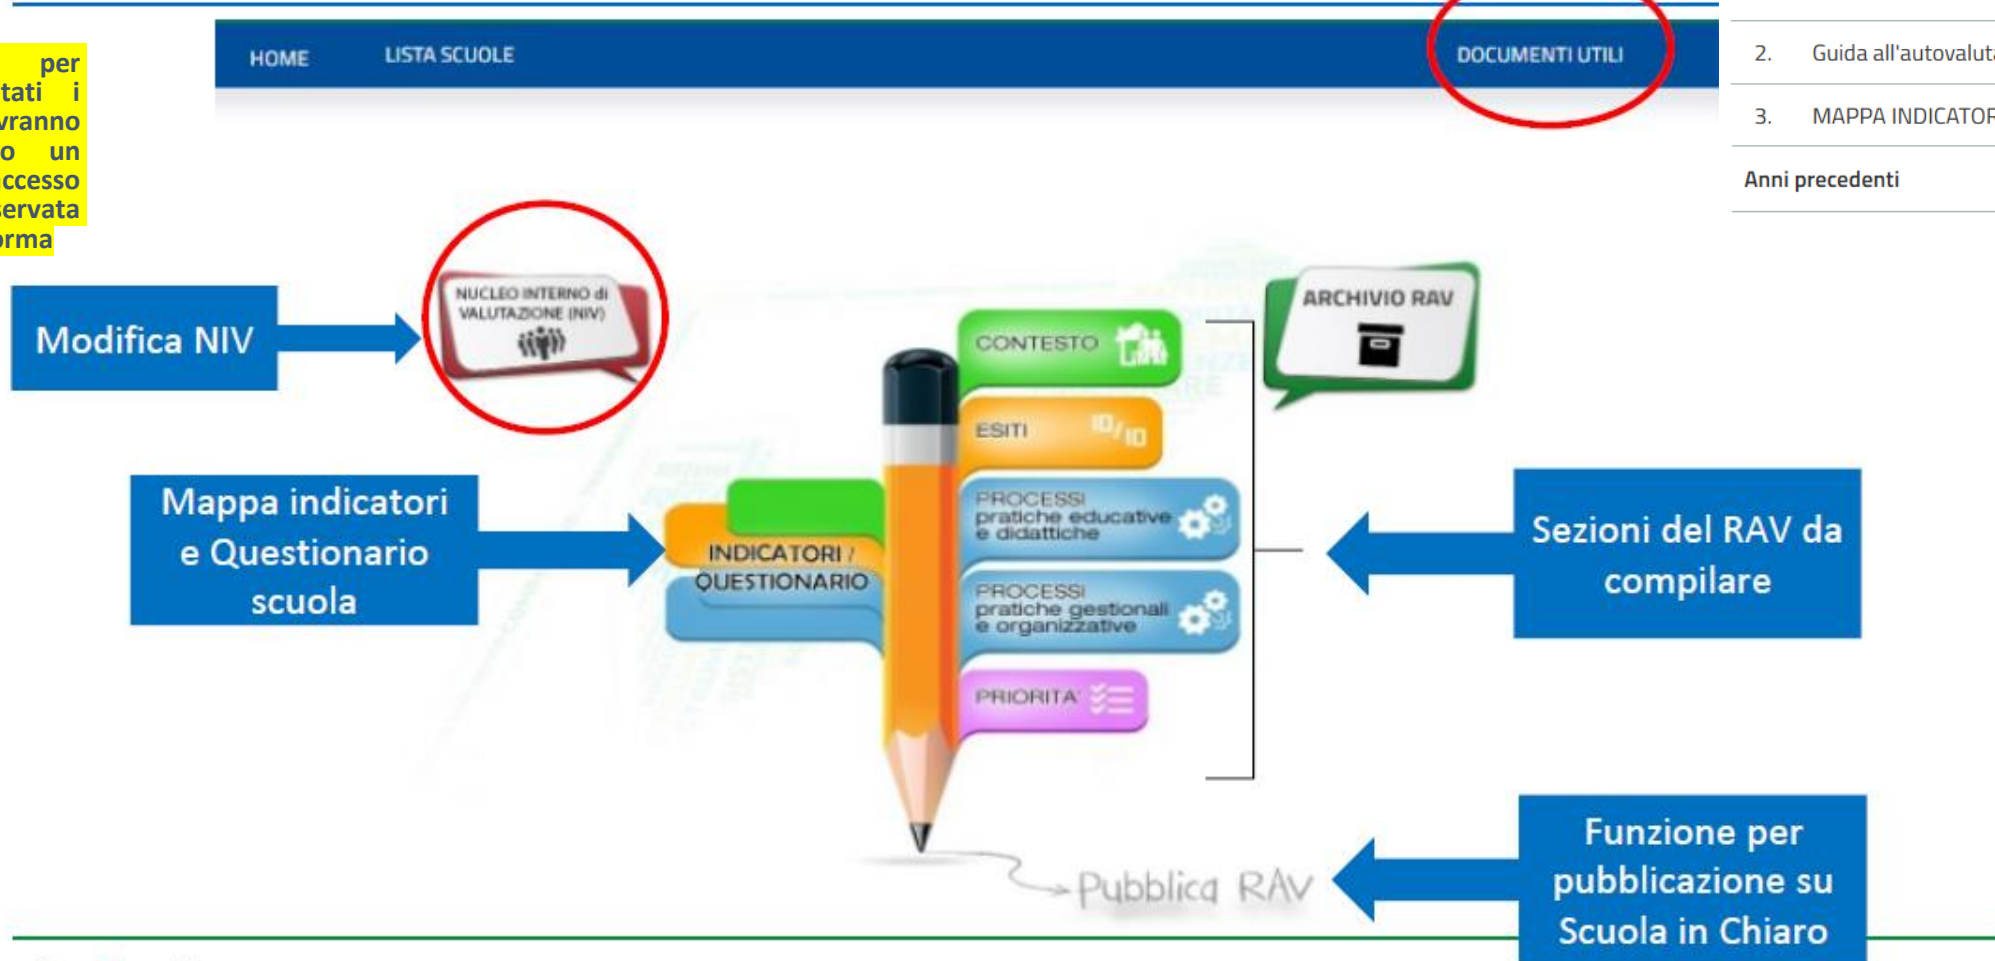 HOME LISTA SCUOLE DOCUMENTI UTILI
2. Guida all'autovaluta
3. MAPPA INDICATOR
Anni precedenti
per
tati i
vranno
o un
ccesso
servata
orma
Modifica NIV
NUCLEO INTERNO di
VALUTAZIONE (NIV)
ARCHIVIO RAV
CONTESTO
ESITI 10/10
PROCESSI
pratiche educative
e didattiche
PROCESSI
pratiche gestionali
e organizzative
PRIORITA'
Mappa indicatori
e Questionario
scuola
INDICATORI /
QUESTIONARIO
Sezioni del RAV da
compilare
Pubblica RAV
Funzione per
pubblicazione su
Scuola in Chiaro